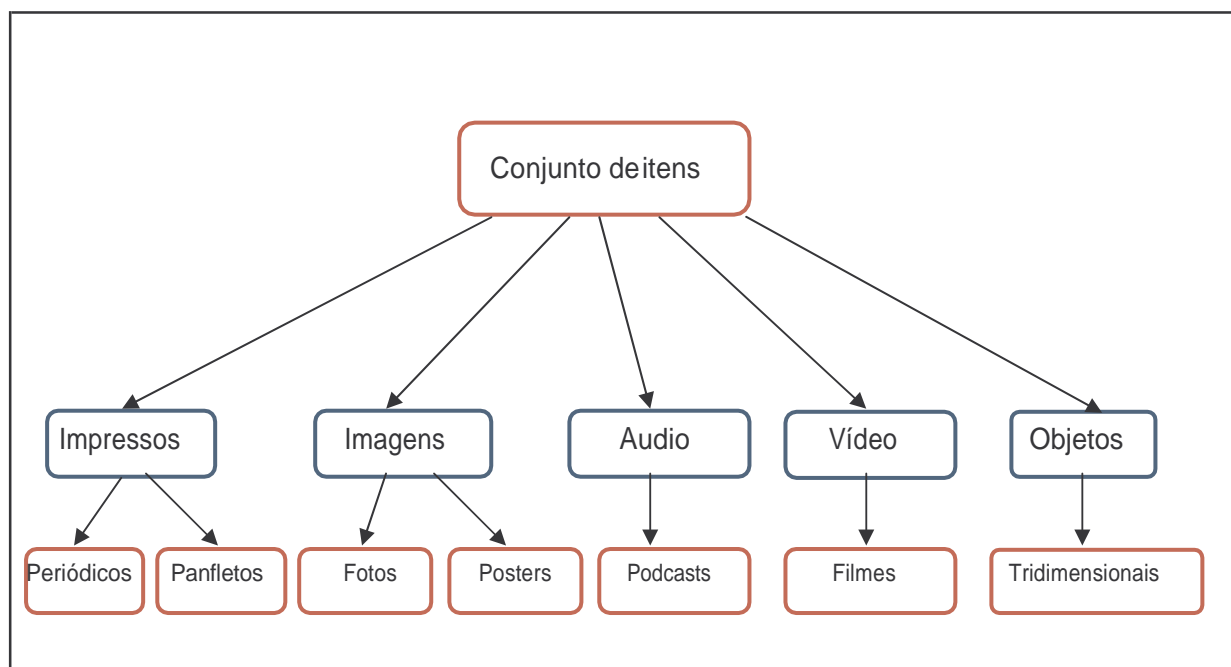 Conjunto deitens
Impressos
Imagens
Audio
Vídeo
Objetos
Periódicos
Panfletos
Fotos
Posters
Podcasts
Filmes
Tridimensionais